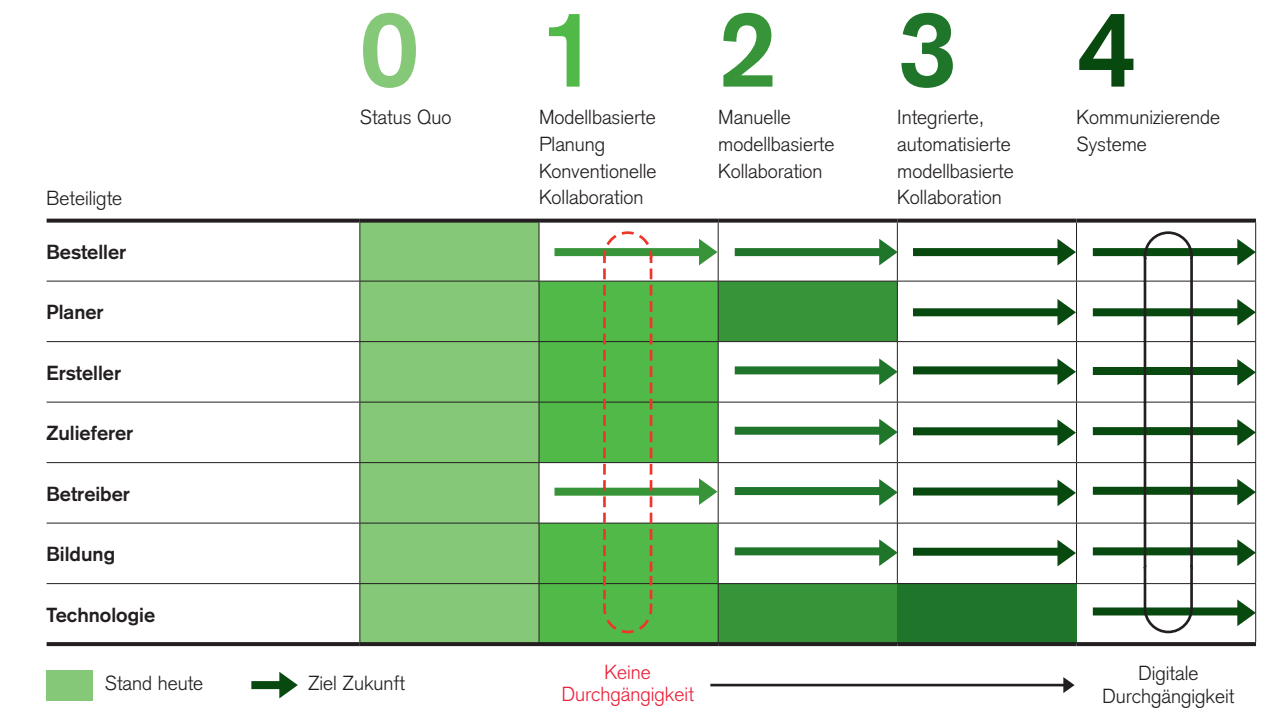 0
1
2
3
4
Status Quo
Modellbasierte
Planung
Konventionelle
Kollaboration
Manuelle
modellbasierte
Kollaboration
Integrierte,
automatisierte
modellbasierte
Kollaboration
Kommunizierende
Systeme
Beteiligte
Besteller
Planer
Ersteller
Zulieferer
Betreiber
Bildung
Technologie
Stand heute
Ziel Zukunft
Keine
Durchgängigkeit
Digitale
Durchgängigkeit